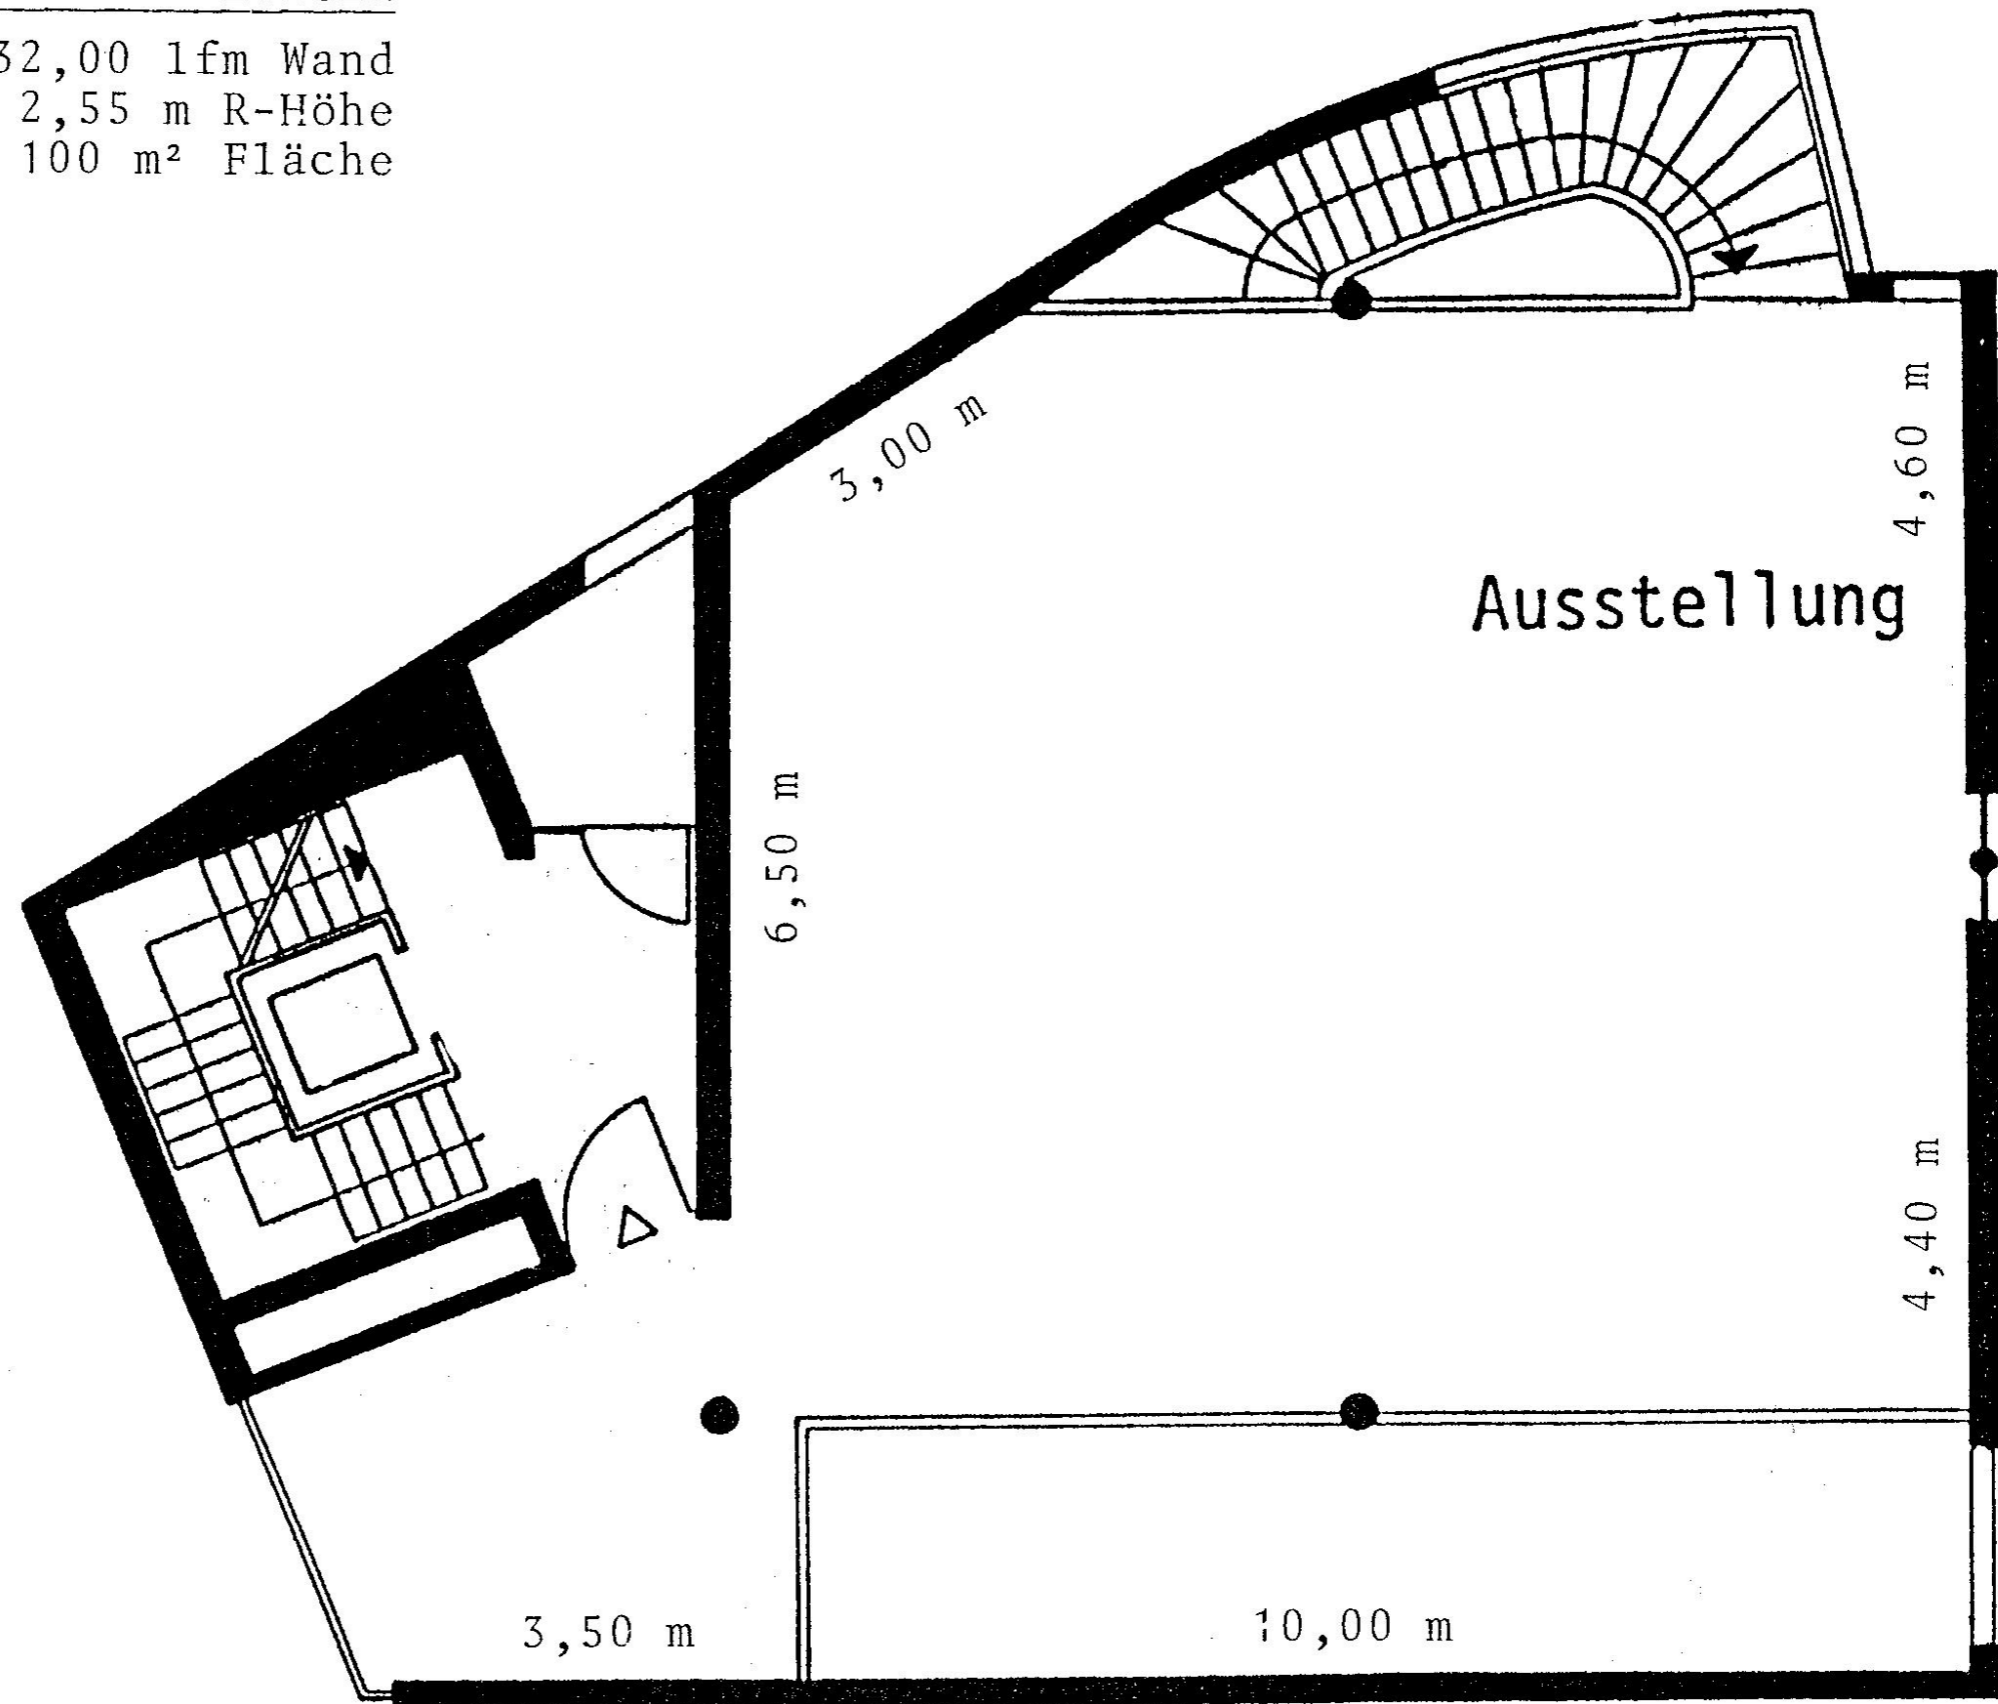 32,00 lfm Wand
2,55 m R-Höhe
100 m² Fläche
3,00 m
4,60 m
Ausstellung
6,50 m
4,40 m
3,50 m
10,00 m